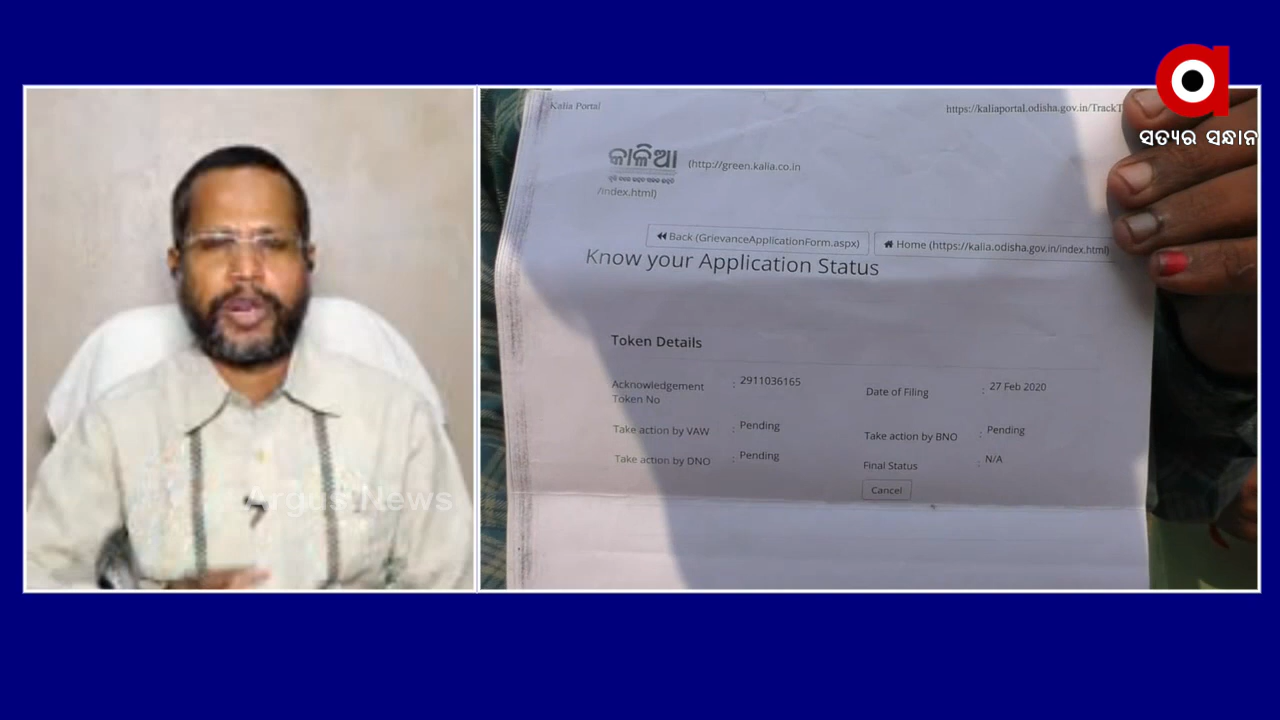 ସତ୍ୟର ସନ୍ଧାନ
Argus News
Kalia Portal
https://kaliaportal.odisha.gov.in/TrackT
କାଳିଆ (http://green.kalia.co.in
/index.html)
Back (GrievanceApplicationForm.aspx)
Home (https://kalia.odisha.gov.in/index.html)
Know your Application Status
Token Details
Acknowledgement : 2911036165
Token No
Date of Filing : 27 Feb 2020
Take action by VAW : Pending
Take action by BNO : Pending
Take action by DNO : Pending
Final Status : N/A
Cancel